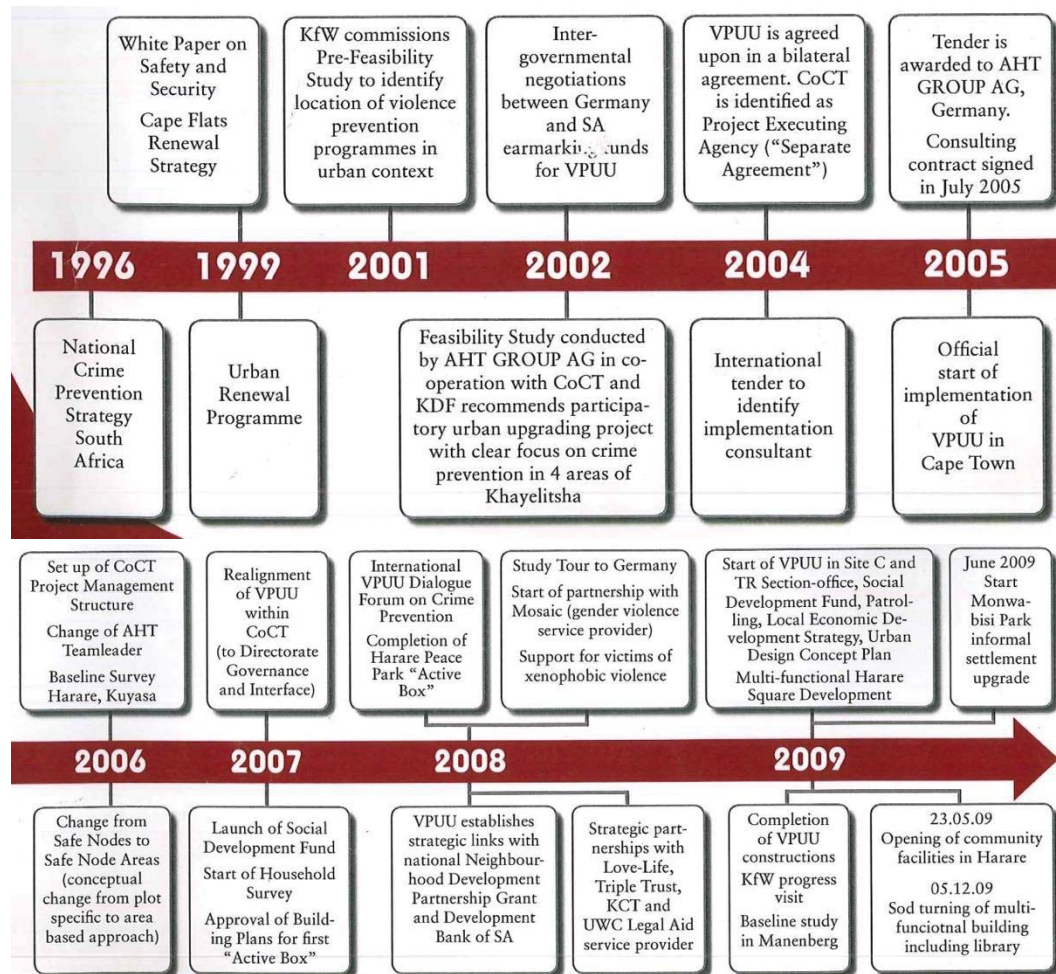 White Paper on
Safety and
Security
Cape Flats
Renewal
Strategy
KfW commissions
Pre-Feasibility
Study to identify
location of violence
prevention
programmes in
urban context
Inter-
governmental
negotiations
between Germany
and SA
earmarking funds
for VPUU
VPUU is agreed
upon in a bilateral
agreement. CoCT
is identified as
Project Executing
Agency ("Separate
Agreement")
Tender is
awarded to AHT
GROUP AG,
Germany.
Consulting
contract signed
in July 2005
1996
1999
2001
2002
2004
2005
National
Crime
Prevention
Strategy
South
Africa
Urban
Renewal
Programme
Feasibility Study conducted
by AHT GROUP AG in co-
operation with CoCT and
KDF recommends participa-
tory urban upgrading project
with clear focus on crime
prevention in 4 areas of
Khayelitsha
International
tender to
identify
implementation
consultant
Official
start of
implementation
of
VPUU in
Cape Town
Set up of CoCT
Project Management
Structure
Change of AHT
Teamleader
Baseline Survey
Harare, Kuyasa
Realignment
of VPUU
within
CoCT
(to Directorate
Governance
and Interface)
International
VPUU Dialogue
Forum on Crime
Prevention
Completion of
Harare Peace
Park "Active
Box"
Study Tour to Germany
Start of partnership with
Mosaic (gender violence
service provider)
Support for victims of
xenophobic violence
Start of VPUU in Site C and
TR Section-office, Social
Development Fund, Patrol-
ling, Local Economic De-
velopment Strategy, Urban
Design Concept Plan
Multi-functional Harare
Square Development
June 2009
Start
Monwa-
bisi Park
informal
settlement
upgrade
2006
2007
2008
2009
Change from
Safe Nodes to
Safe Node Areas
(conceptual
change from plot
specific to area
based approach)
Launch of Social
Development Fund
Start of Household
Survey
Approval of Build-
ing Plans for first
"Active Box"
VPUU establishes
strategic links with
national Neighbour-
hood Development
Partnership Grant
and Development
Bank of SA
Strategic part-
nerships with
Love-Life,
Triple Trust,
KCT and
UWC Legal Aid
service provider
Completion
of VPUU
constructions
KfW progress
visit
Baseline study
in Manenberg
23.05.09
Opening of community
facilities in Harare
05.12.09
Sod turning of multi-
funciotnal building
including library